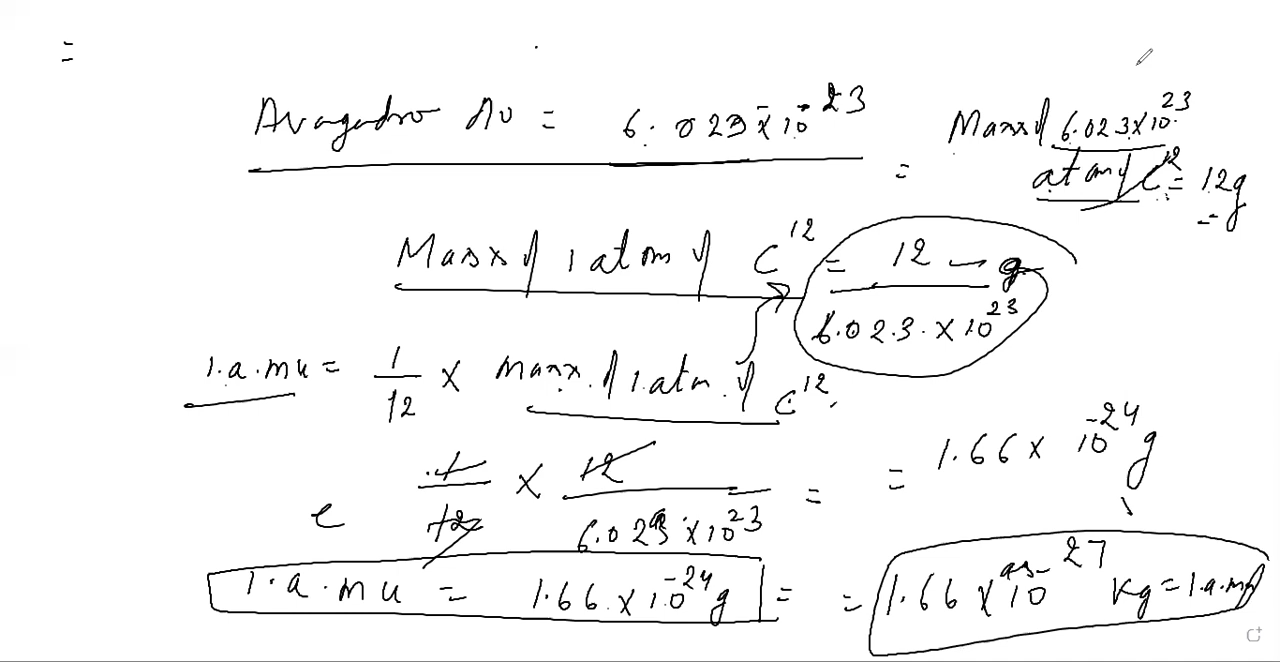 =
Avagadro No = 6.023 x 10^23 = Mass of 6.023x10^23
atom of C^12 = 12g
Mass of 1 atom of C^12 = 12 g / 6.023 x 10^23
1.a.mu = 1/12 x mass of 1 atom of C^12
1/12 x 12/6.023 x 10^23 = = 1.66 x 10^-24 g
1.a.mu = 1.66 x 10^-24 g = = 1.66 x 10^-27 Kg = 1.a.mu